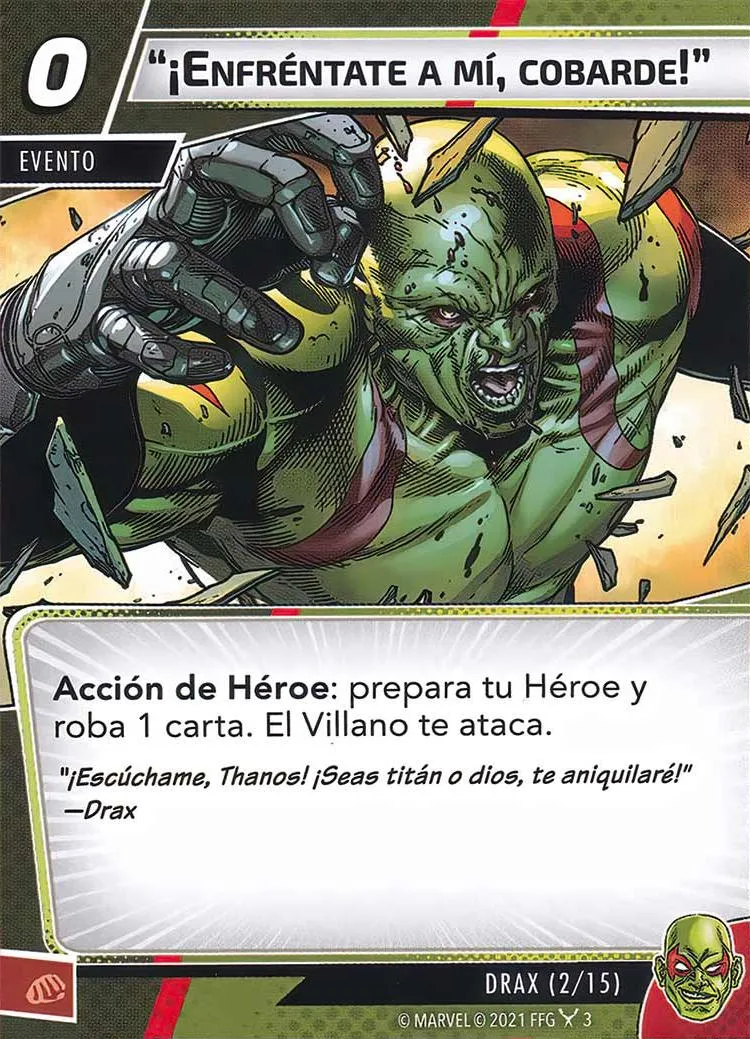 0
“¡ENFRÉNTATE A MÍ, COBARDE!”
EVENTO
Acción de Héroe: prepara tu Héroe y
roba 1 carta. El Villano te ataca.
"¡Escúchame, Thanos! ¡Seas titán o dios, te aniquilaré!"
—Drax
DRAX (2/15)
© MARVEL © 2021 FFG 3